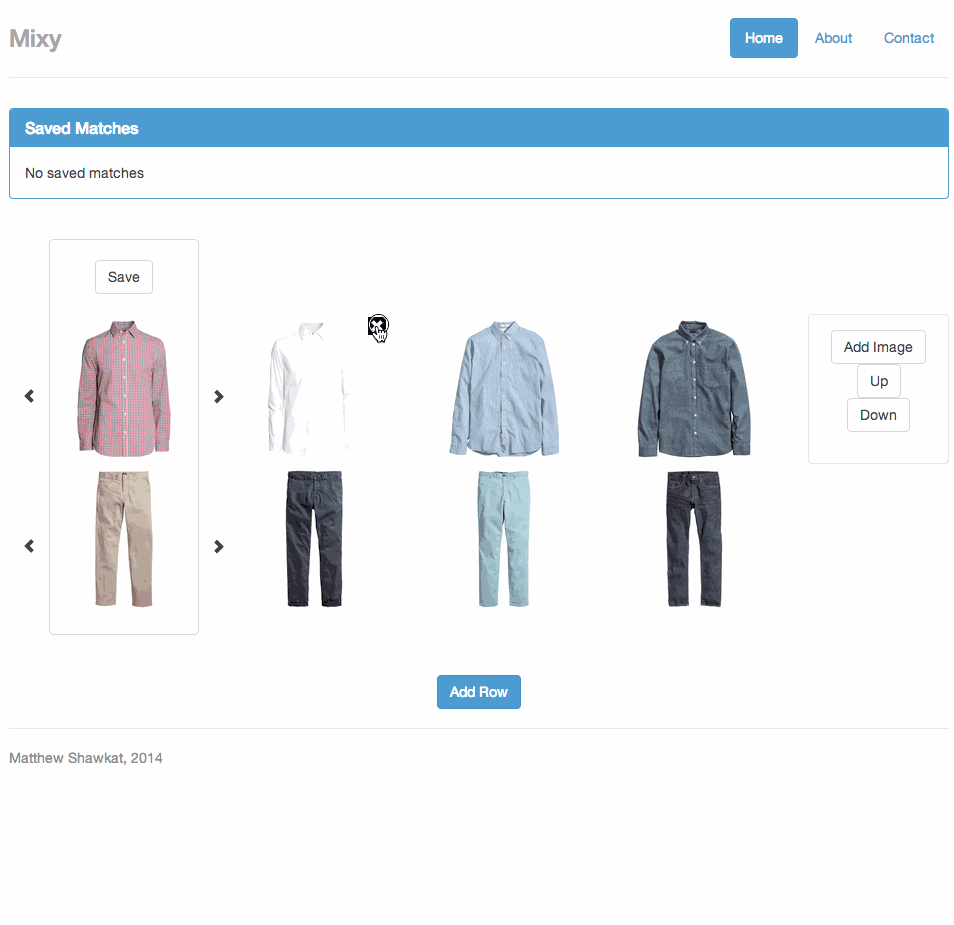 Mixy
Home
About
Contact
Saved Matches
No saved matches
Save
Add Image
Up
Down
Add Row
Matthew Shawkat, 2014